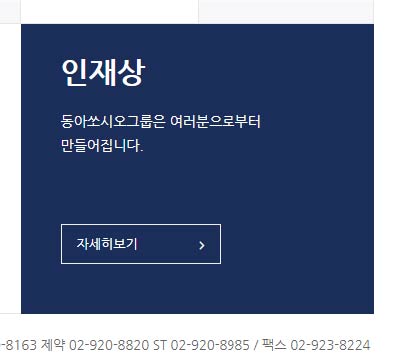 인재상
동아쏘시오그룹은 여러분으로부터
만들어집니다.
자세히보기
-8163 제약 02-920-8820 ST 02-920-8985 / 팩스 02-923-8224